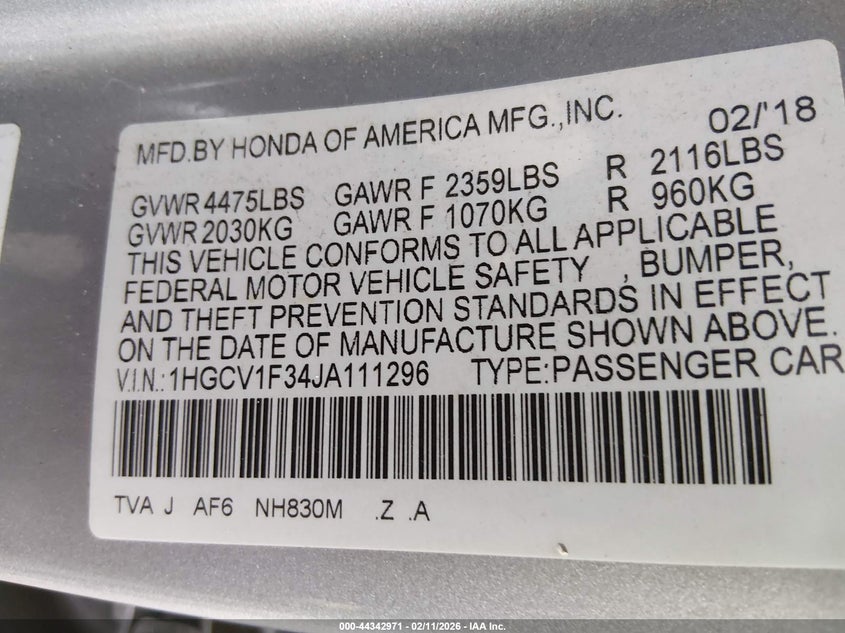 MFD.BY HONDA OF AMERICA MFG.,INC. 02/'18
GVWR 4475LBS GAWR F 2359LBS R 2116LBS
GVWR 2030KG GAWR F 1070KG R 960KG
THIS VEHICLE CONFORMS TO ALL APPLICABLE
FEDERAL MOTOR VEHICLE SAFETY , BUMPER,
AND THEFT PREVENTION STANDARDS IN EFFECT
ON THE DATE OF MANUFACTURE SHOWN ABOVE.
V.I.N.: 1HGCV1F34JA111296 TYPE:PASSENGER CAR
TVA J AF6 NH830M .Z .A
000-44342971 - 02/11/2026 - IAA Inc.